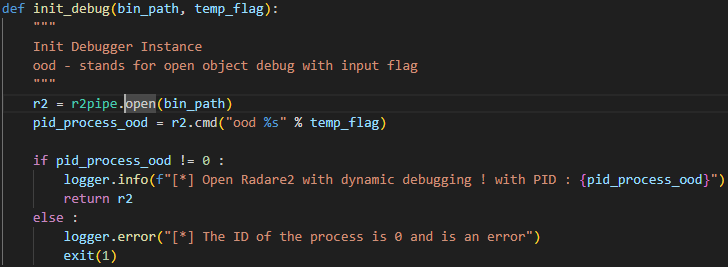 def init_debug(bin_path, temp_flag):
    """
    Init Debugger Instance
    ood - stands for open object debug with input flag
    """
    r2 = r2pipe.open(bin_path)
    pid_process_ood = r2.cmd("ood %s" % temp_flag)

    if pid_process_ood != 0 :
        logger.info(f"[*] Open Radare2 with dynamic debugging ! with PID : {pid_process_ood}")
        return r2
    else :
        logger.error("[*] The ID of the process is 0 and is an error")
        exit(1)